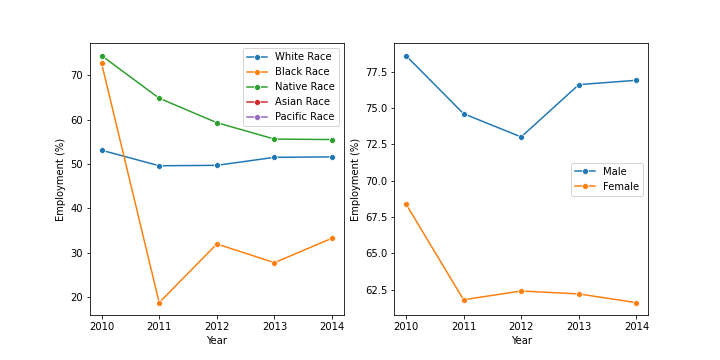 70
60
50
40
30
20
Employment (%)
2010 2011 2012 2013 2014
Year
White Race
Black Race
Native Race
Asian Race
Pacific Race
77.5
75.0
72.5
70.0
67.5
65.0
62.5
Employment (%)
2010 2011 2012 2013 2014
Year
Male
Female